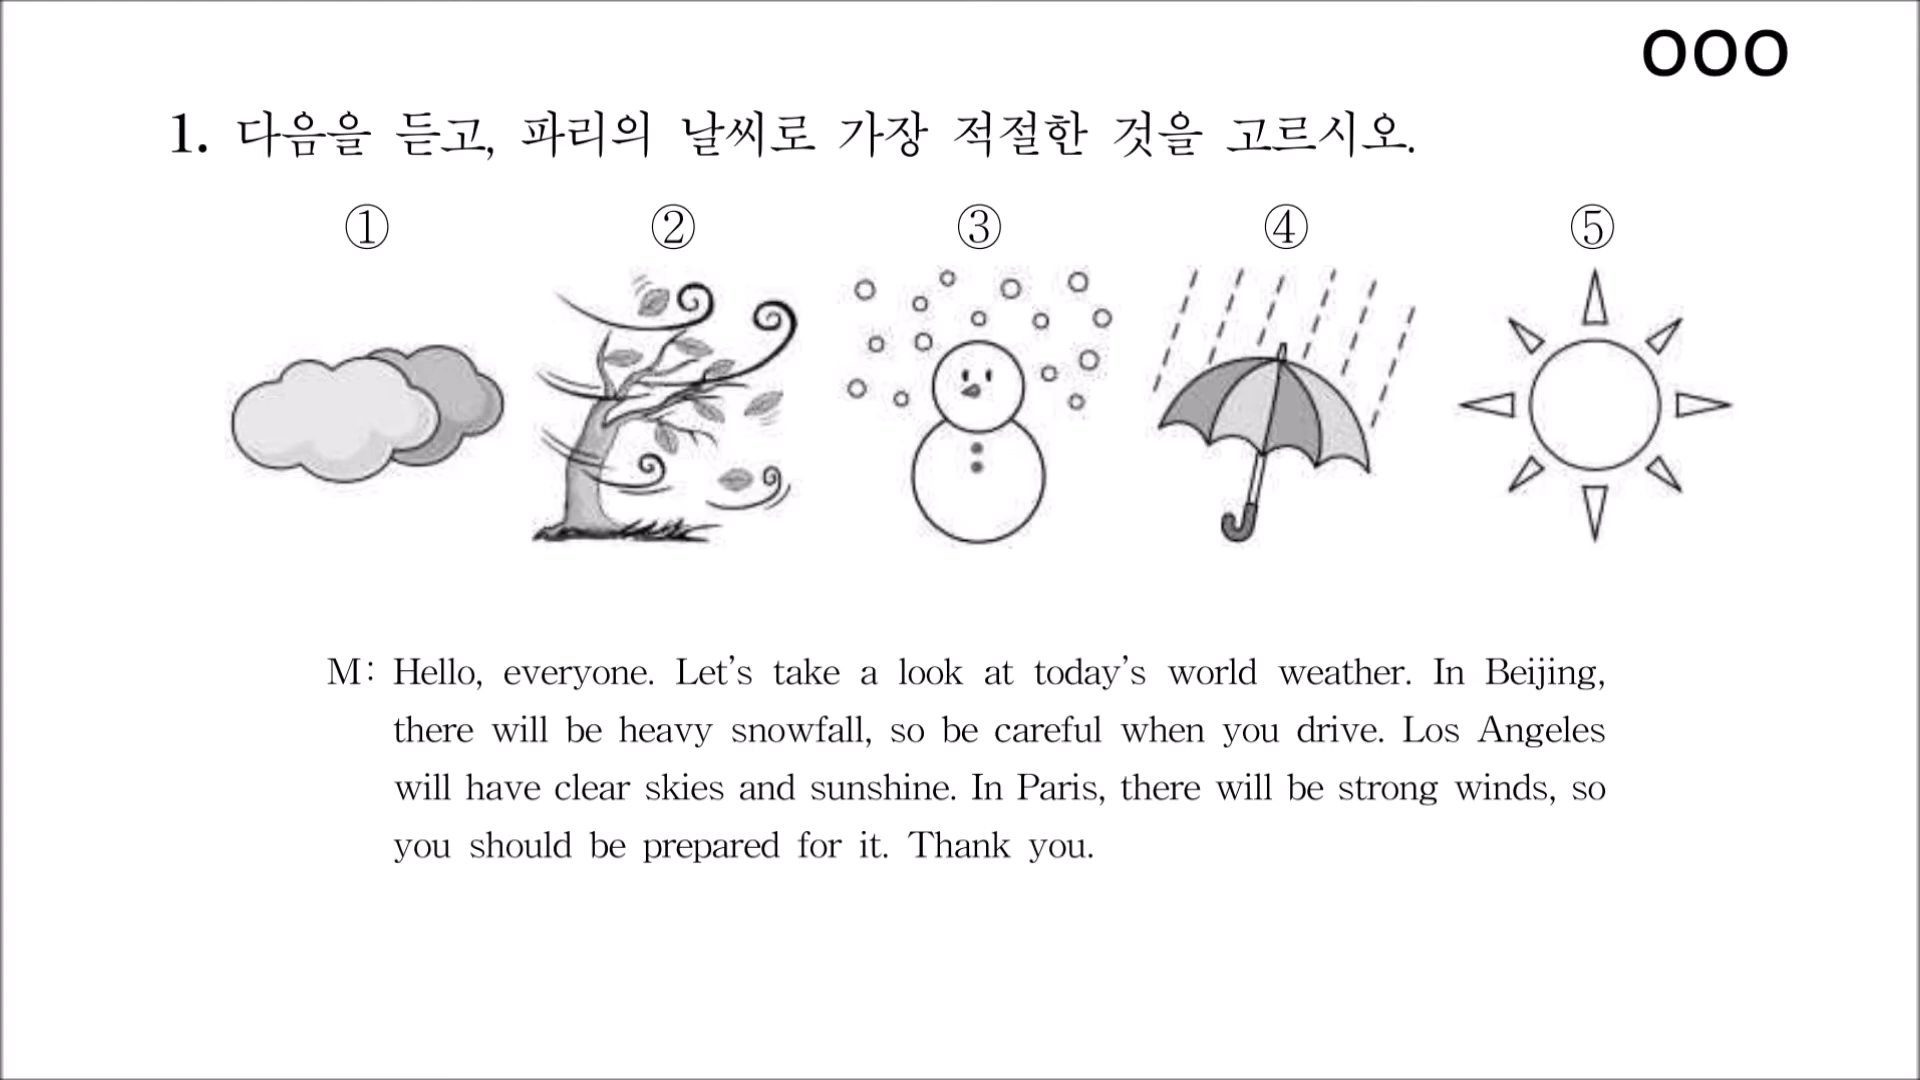 OOO
1. 다음을 듣고, 파리의 날씨로 가장 적절한 것을 고르시오.
① ② ③ ④ ⑤
M: Hello, everyone. Let's take a look at today's world weather. In Beijing,
there will be heavy snowfall, so be careful when you drive. Los Angeles
will have clear skies and sunshine. In Paris, there will be strong winds, so
you should be prepared for it. Thank you.